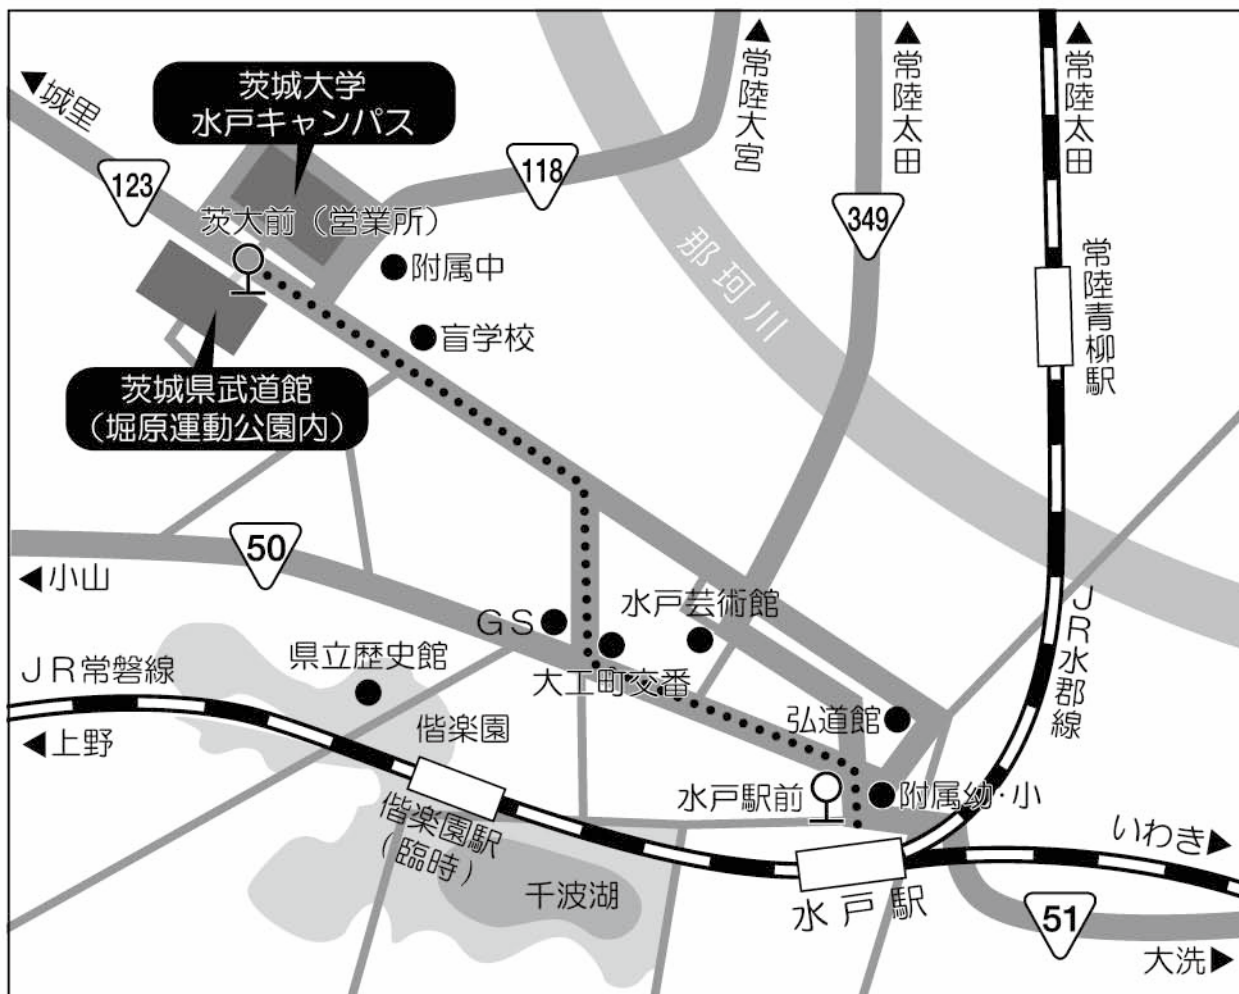 城里
茨城大学
水戸キャンパス
常陸大宮
常陸太田
常陸太田
123
118
349
茨大前（営業所）
附属中
那珂川
常陸青柳駅
盲学校
茨城県武道館
（堀原運動公園内）
50
小山
水戸芸術館
GS
JR水郡線
県立歴史館
大工町交番
JR常磐線
偕楽園
弘道館
上野
水戸駅前
附属幼・小
偕楽園駅
（臨時）
いわき
千波湖
水戸駅
51
大洗